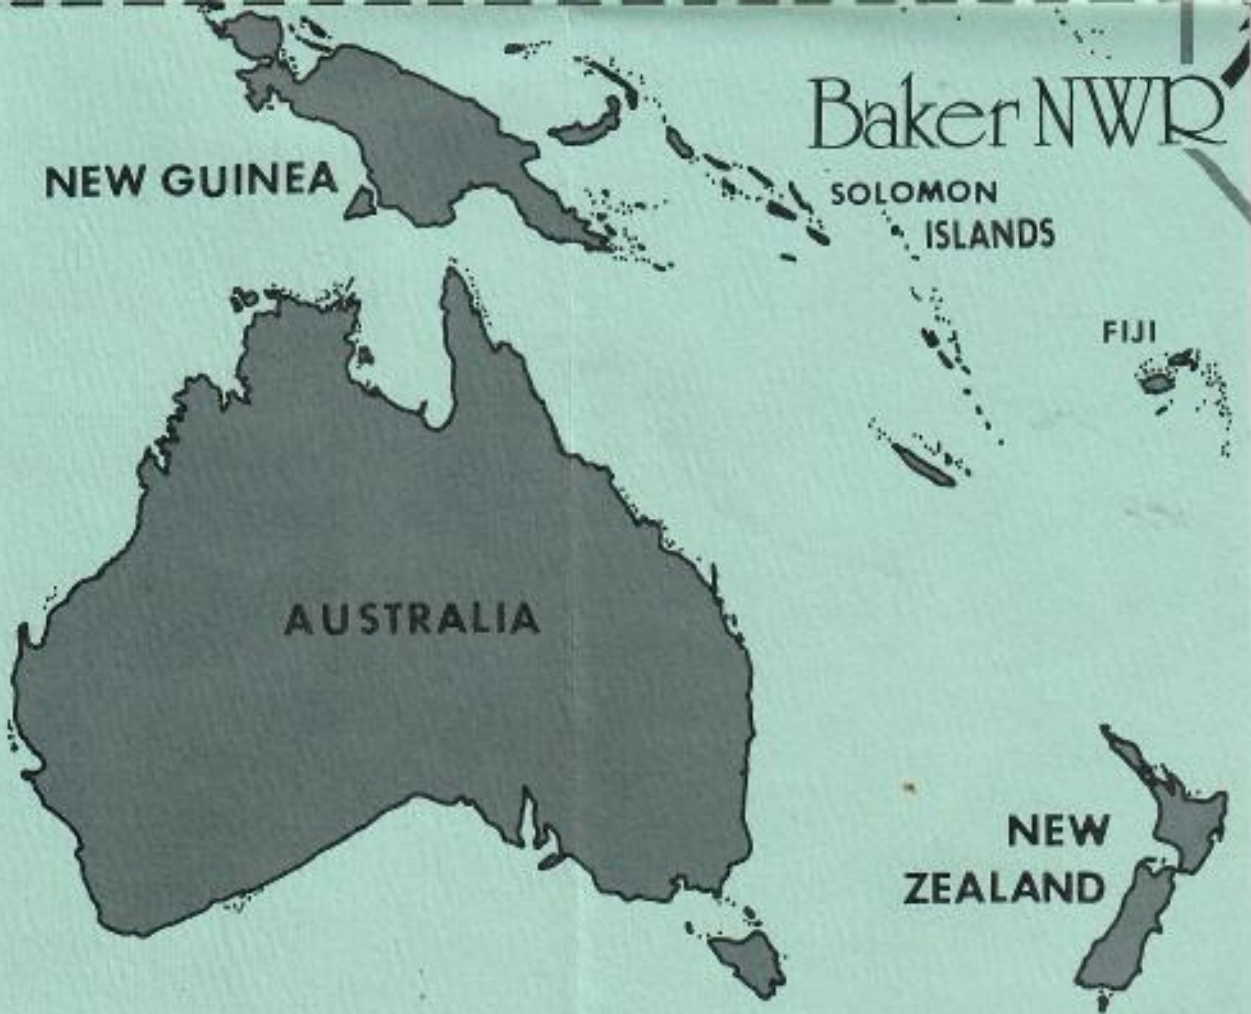 Baker NWR
NEW GUINEA
SOLOMON
ISLANDS
FIJI
AUSTRALIA
NEW
ZEALAND